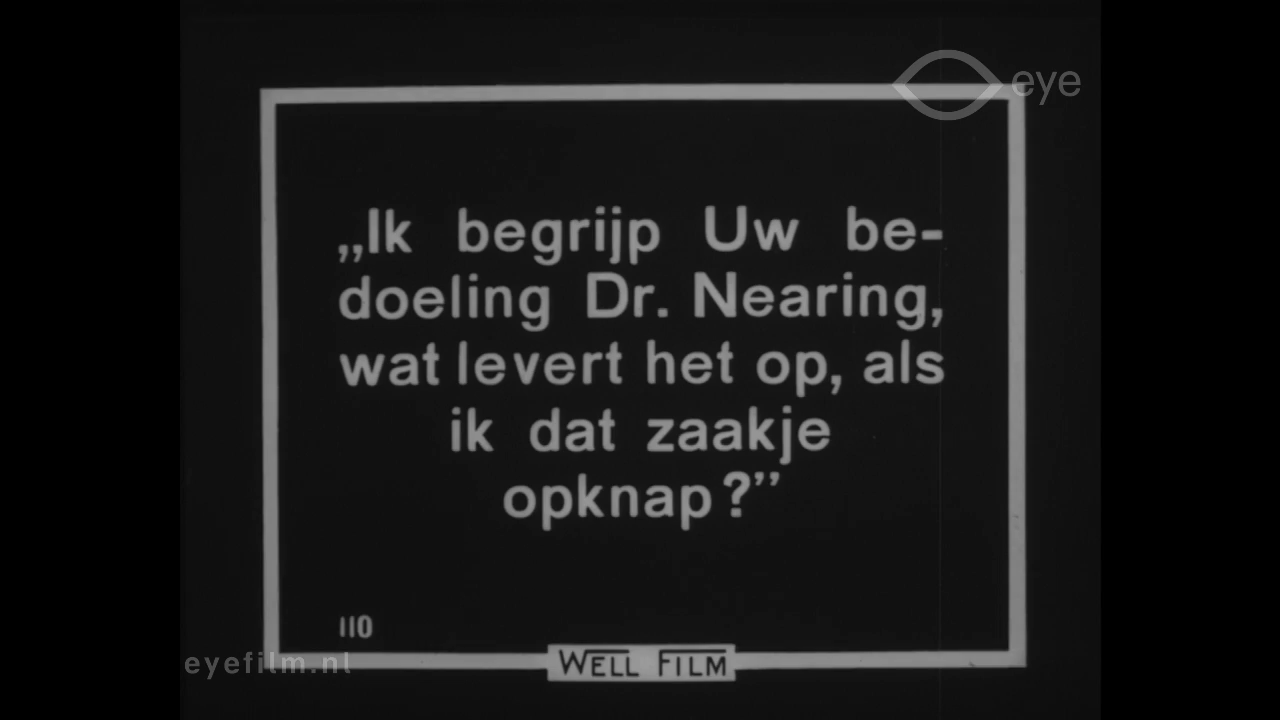 eye
„Ik begrijp Uw be-
doeling Dr. Nearing,
wat levert het op, als
ik dat zaakje
opknap?”
110
eyefilm.nl
WELL FILM